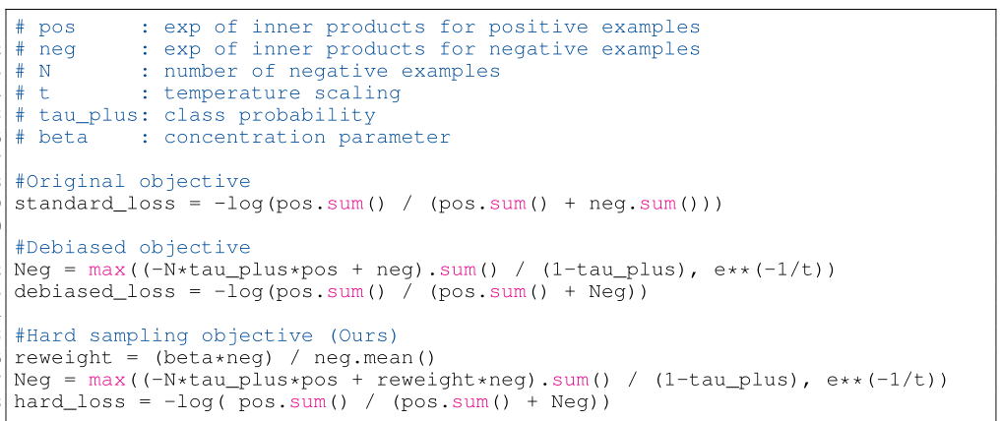 # pos     : exp of inner products for positive examples
# neg     : exp of inner products for negative examples
# N       : number of negative examples
# t       : temperature scaling
# tau_plus: class probability
# beta    : concentration parameter
#Original objective
standard_loss = -log(pos.sum() / (pos.sum() + neg.sum()))
#Debiased objective
Neg = max((-N*tau_plus*pos + neg).sum() / (1-tau_plus), e**(-1/t))
debiased_loss = -log(pos.sum() / (pos.sum() + Neg))
#Hard sampling objective (Ours)
reweight = (beta*neg) / neg.mean()
Neg = max((-N*tau_plus*pos + reweight*neg).sum() / (1-tau_plus), e**(-1/t))
hard_loss = -log( pos.sum() / (pos.sum() + Neg))